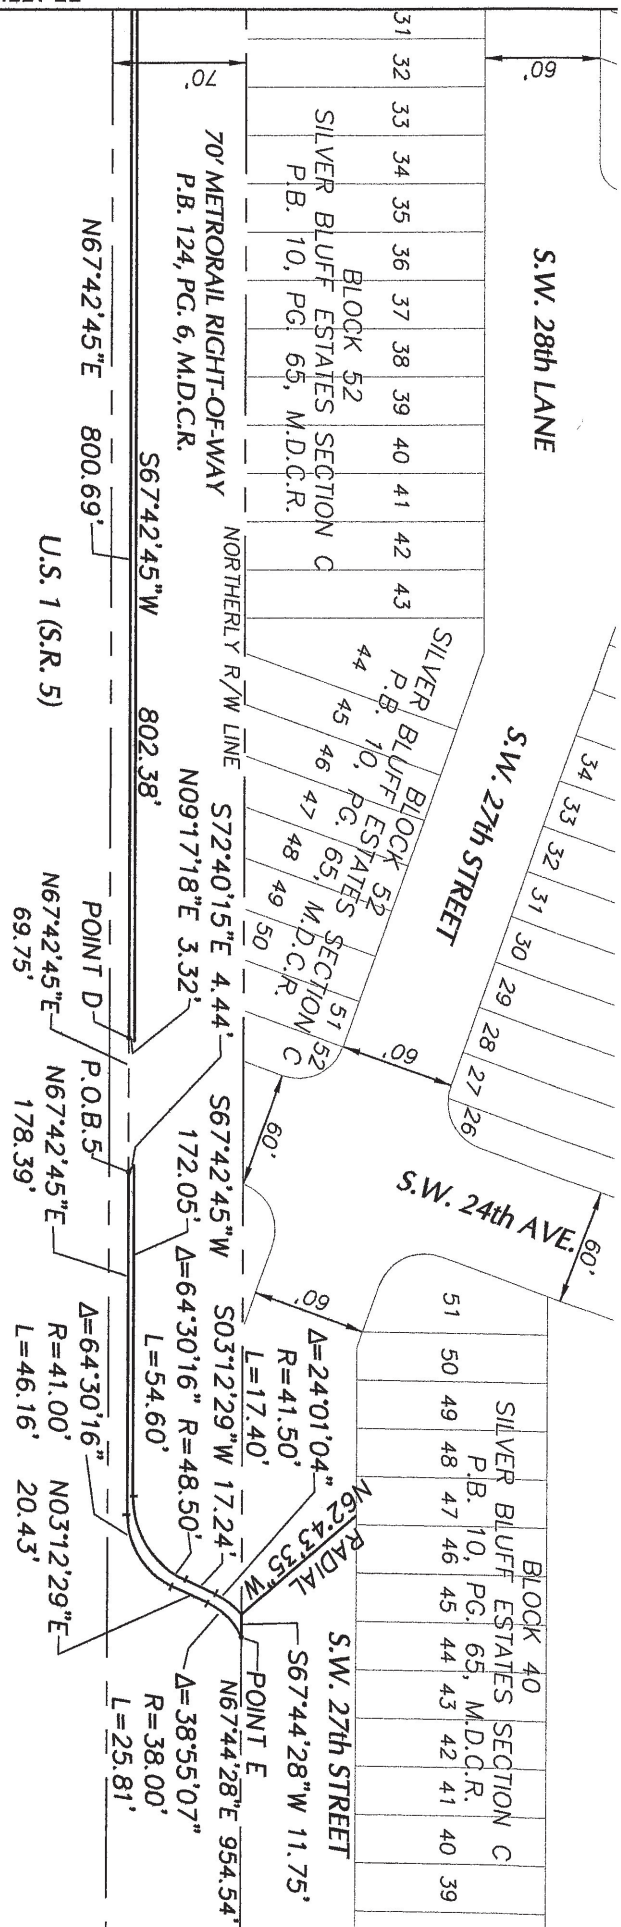 S.W. 28th LANE
60'
31
32
33
34
35
36
37
38
39
40
41
42
43
BLOCK 52
SILVER BLUFF ESTATES SECTION C
P.B. 10, PG. 65, M.D.C.R.
70'
70' METRORAIL RIGHT-OF-WAY
P.B. 124, PG. 6, M.D.C.R.
NORTHERLY R/W LINE
S67°42'45"W 802.38'
N67°42'45"E 800.69'
U.S. 1 (S.R. 5)
34
33
32
31
30
29
28
27
26
S.W. 27th STREET
60'
44
45
46
47
48
49
50
51
52
BLOCK 52
SILVER BLUFF ESTATES SECTION C
P.B. 10, PG. 65, M.D.C.R.
S72°40'15"E 4.44'
N09°17'18"E 3.32'
POINT D
N67°42'45"E
69.75'
S.W. 24th AVE.
60'
60'
60'
P.O.B.5
N67°42'45"E
178.39'
S67°42'45"W
172.05'
Δ=64°30'16" R=48.50'
L=54.60'
S03°12'29"W 17.24'
Δ=24°01'04"
R=41.50'
L=17.40'
Δ=64°30'16"
R=41.00'
L=46.16'
N03°12'29"E
20.43'
N62°43'35"W
RADIAL
51
50
49
48
47
46
45
44
43
42
41
40
39
BLOCK 40
SILVER BLUFF ESTATES SECTION C
P.B. 10, PG. 65, M.D.C.R.
S.W. 27th STREET
S67°44'28"W 11.75'
POINT E
N67°44'28"E 954.54'
Δ=38°55'07"
R=38.00'
L=25.81'